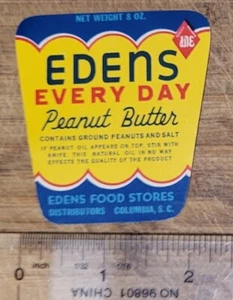 NET WEIGHT 8 OZ.
EDENS
EVERY DAY
Peanut Butter
CONTAINS GROUND PEANUTS AND SALT
IF PEANUT OIL APPEARS ON TOP, STIR WITH
KNIFE. THIS NATURAL OIL IN NO WAY
EFFECTS THE QUALITY OF THE PRODUCT
EDENS FOOD STORES
DISTRIBUTORS COLUMBIA, S. C.
0 inch 1 2
NO 96801 CHINA